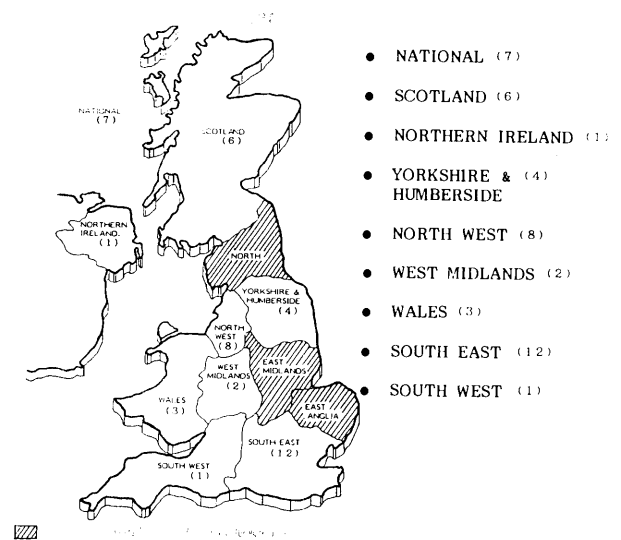 NATIONAL
(7)
SCOTLAND
(6)
NORTHERN
IRELAND.
(1)
NORTH
YORKSHIRE &
HUMBERSIDE
(4)
NORTH
WEST
(8)
EAST
MIDLANDS
WEST
MIDLANDS
(2)
WALES
(3)
EAST
ANGLIA
SOUTH EAST
(12)
SOUTH WEST
(1)
● NATIONAL (7)
● SCOTLAND (6)
● NORTHERN IRELAND (1)
● YORKSHIRE & (4)
HUMBERSIDE
● NORTH WEST (8)
● WEST MIDLANDS (2)
● WALES (3)
● SOUTH EAST (12)
● SOUTH WEST (1)